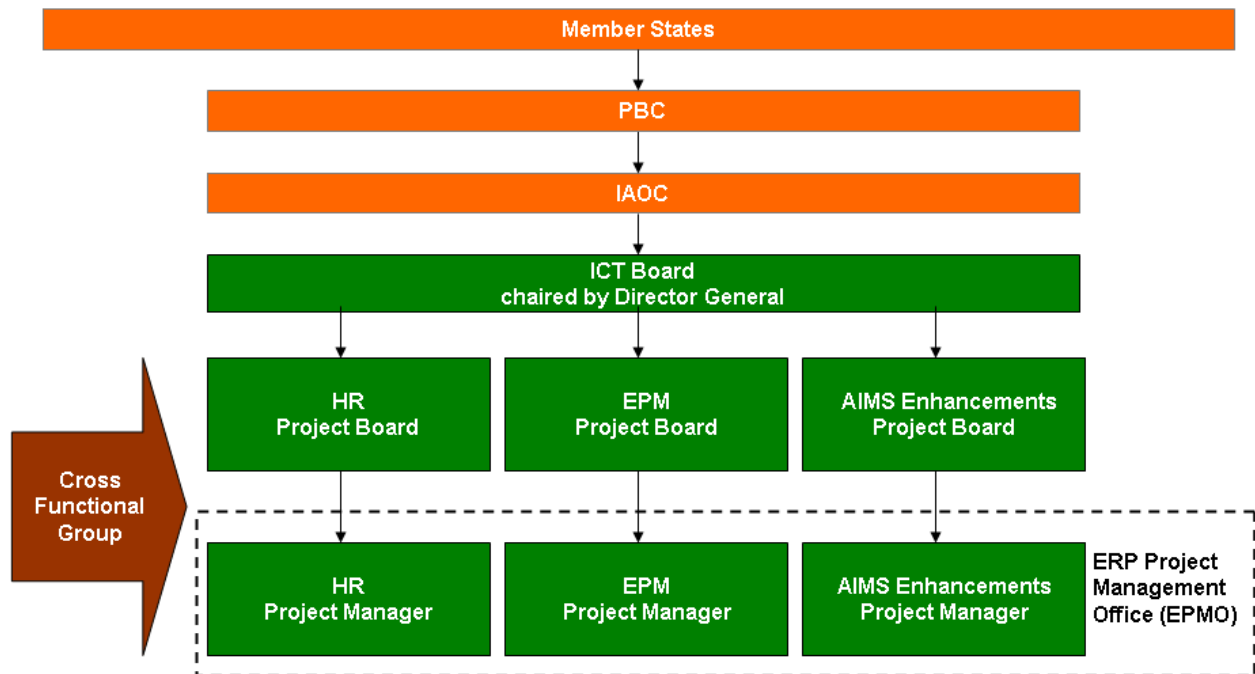 Member States
PBC
IAOC
ICT Board
chaired by Director General
HR
Project Board
EPM
Project Board
AIMS Enhancements
Project Board
Cross
Functional
Group
HR
Project Manager
EPM
Project Manager
AIMS Enhancements
Project Manager
ERP Project
Management
Office (EPMO)